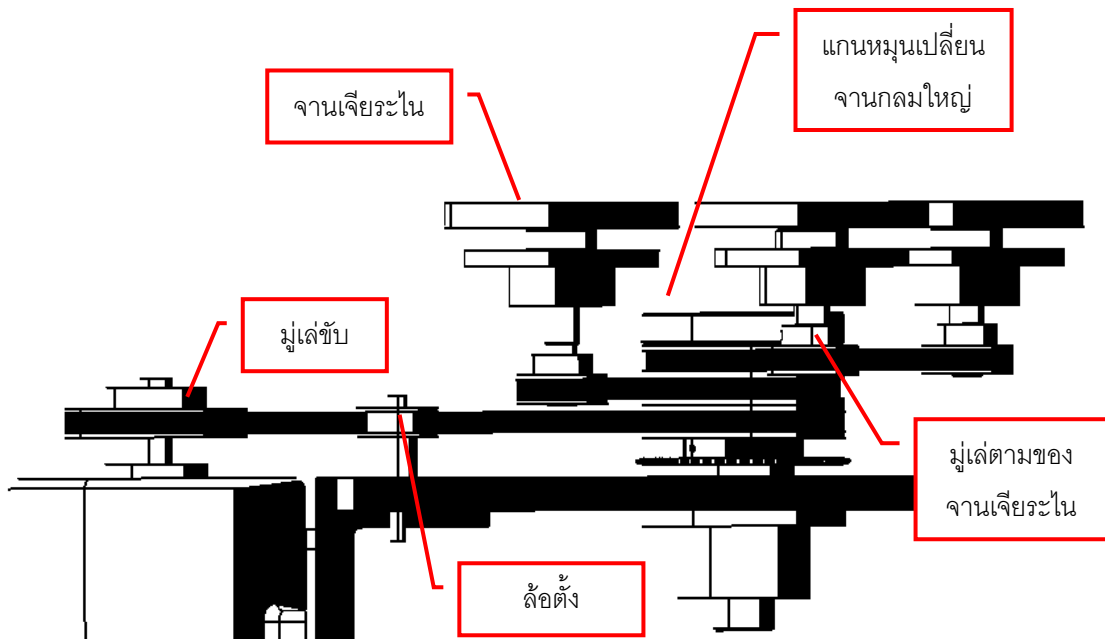 แกนหมุนเปลี่ยน
จานกลมใหญ่
จานเจียระไน
มู่เล่ขับ
มู่เล่ตามของ
จานเจียระไน
ล้อตั้ง